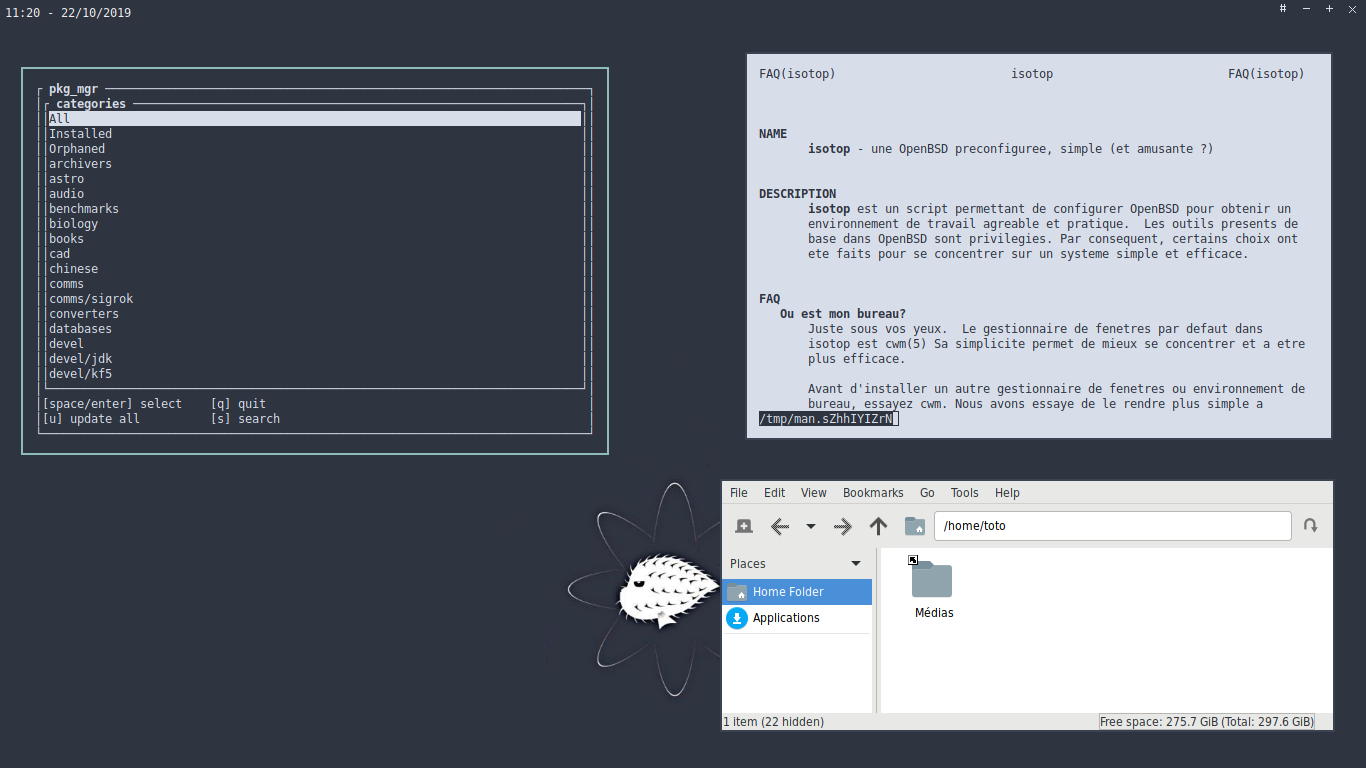 11:20 - 22/10/2019
# − + ×
pkg_mgr
categories
All
Installed
Orphaned
archivers
astro
audio
benchmarks
biology
books
cad
chinese
comms
comms/sigrok
converters
databases
devel
devel/jdk
devel/kf5
[space/enter] select [q] quit
[u] update all [s] search
FAQ(isotop) isotop FAQ(isotop)
NAME
isotop - une OpenBSD preconfiguree, simple (et amusante ?)
DESCRIPTION
isotop est un script permettant de configurer OpenBSD pour obtenir un
environnement de travail agreable et pratique. Les outils presents de
base dans OpenBSD sont privilegies. Par consequent, certains choix ont
ete faits pour se concentrer sur un systeme simple et efficace.
FAQ
Ou est mon bureau?
Juste sous vos yeux. Le gestionnaire de fenetres par defaut dans
isotop est cwm(5) Sa simplicite permet de mieux se concentrer et a etre
plus efficace.
Avant d'installer un autre gestionnaire de fenetres ou environnement de
bureau, essayez cwm. Nous avons essaye de le rendre plus simple a
/tmp/man.sZhhIYIZrN
File Edit View Bookmarks Go Tools Help
/home/toto
Places
Home Folder
Applications
Médias
1 item (22 hidden) Free space: 275.7 GiB (Total: 297.6 GiB)